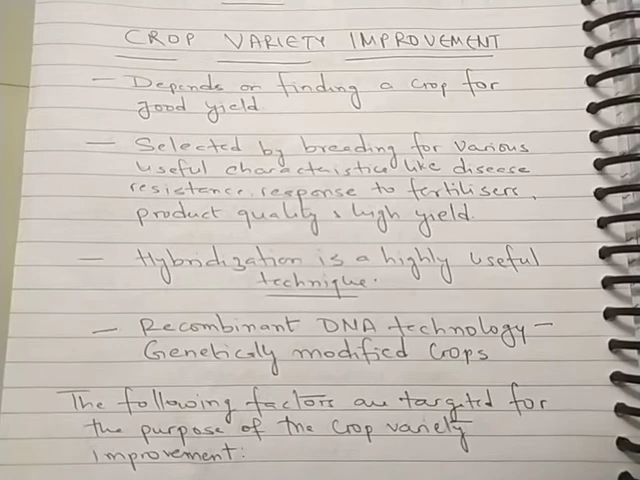 CROP VARIETY IMPROVEMENT
– Depends on finding a crop for
good yield.
– Selected by breeding for various
useful characteristics like disease
resistance, response to fertilisers,
product quality & high yield.
– Hybridization is a highly useful
technique.
– Recombinant DNA technology –
Genetically modified Crops
The following factors are targeted for
the purpose of the Crop variety
improvement: